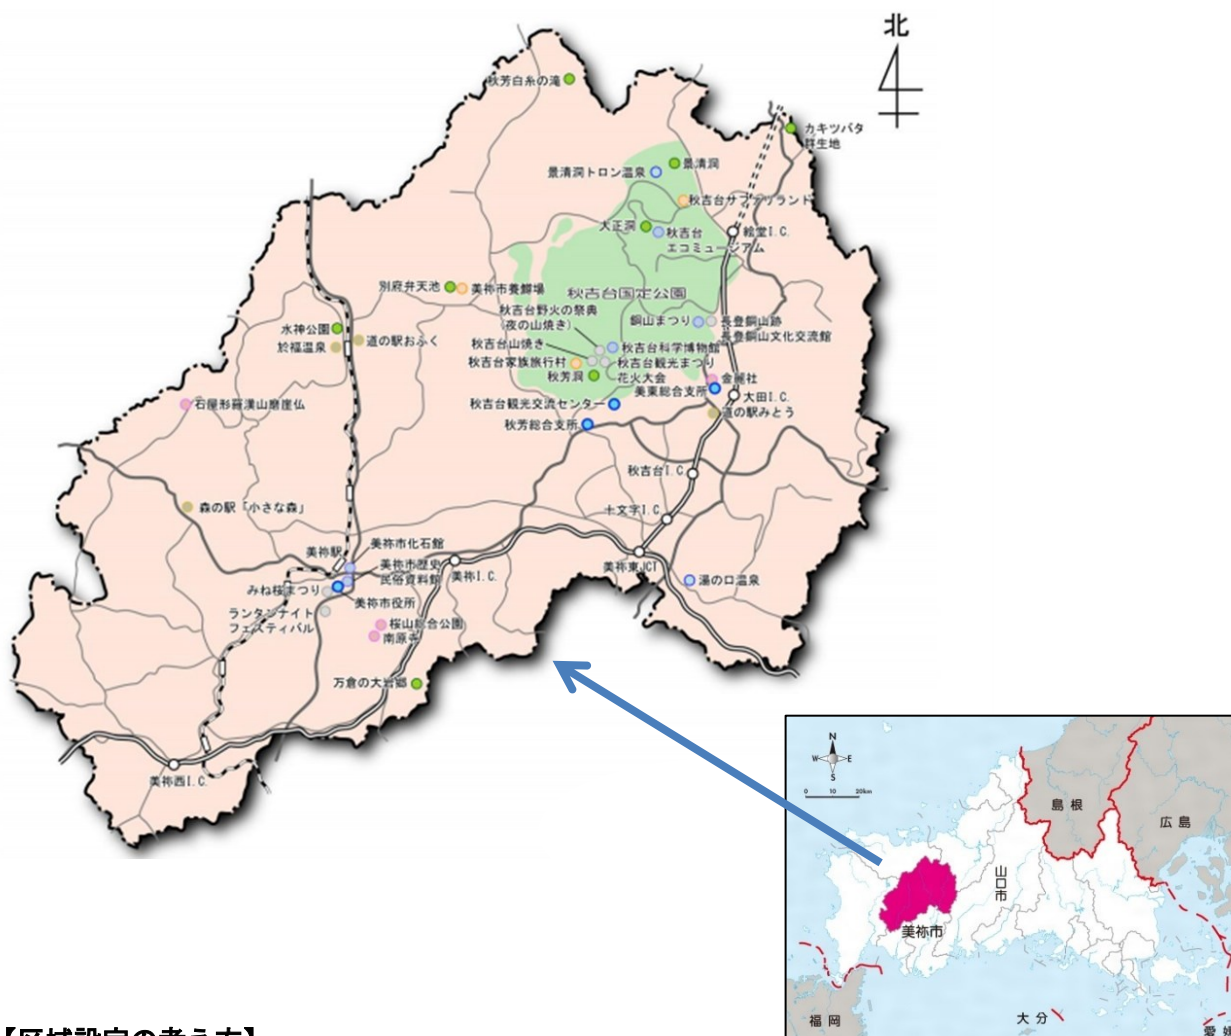 北
秋芳白糸の滝
カキツバタ
群生地
景清洞
景清洞トロン温泉
秋吉台サファリランド
大正洞
秋吉台
エコミュージアム
絵堂I.C.
別府弁天池
美祢市養鱒場
秋吉台国定公園
秋吉台野火の祭典
(夜の山焼き)
銅山まつり
長登銅山跡
長登銅山文化交流館
水神公園
於福温泉
道の駅おふく
秋吉台山焼き
秋吉台科学博物館
秋吉台家族旅行村
秋吉台観光まつり
花火大会
秋芳洞
金麗社
美東総合支所
大田I.C.
石屋形羅漢山磨崖仏
秋吉台観光交流センター
道の駅みとう
秋芳総合支所
秋吉台I.C.
森の駅「小さな森」
十文字I.C.
美祢駅
美祢市化石館
美祢市歴史
民俗資料館
美祢I.C.
美祢東JCT
湯の口温泉
みね桜まつり
美祢市役所
ランタンナイト
フェスティバル
桜山総合公園
南原寺
万倉の大岩郷
美祢西I.C.
N
W
E
S
0 10 20km
島根
広島
山口市
美祢市
福岡
大分
愛媛
【区域設定の考え方】